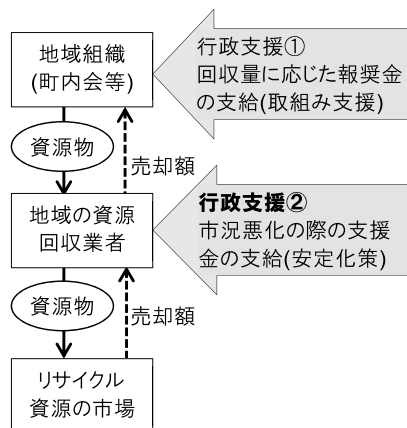 地域組織
(町内会等)
行政支援①
回収量に応じた報奨金
の支給(取組み支援)
資源物
売却額
地域の資源
回収業者
行政支援②
市況悪化の際の支援
金の支給(安定化策)
資源物
売却額
リサイクル
資源の市場